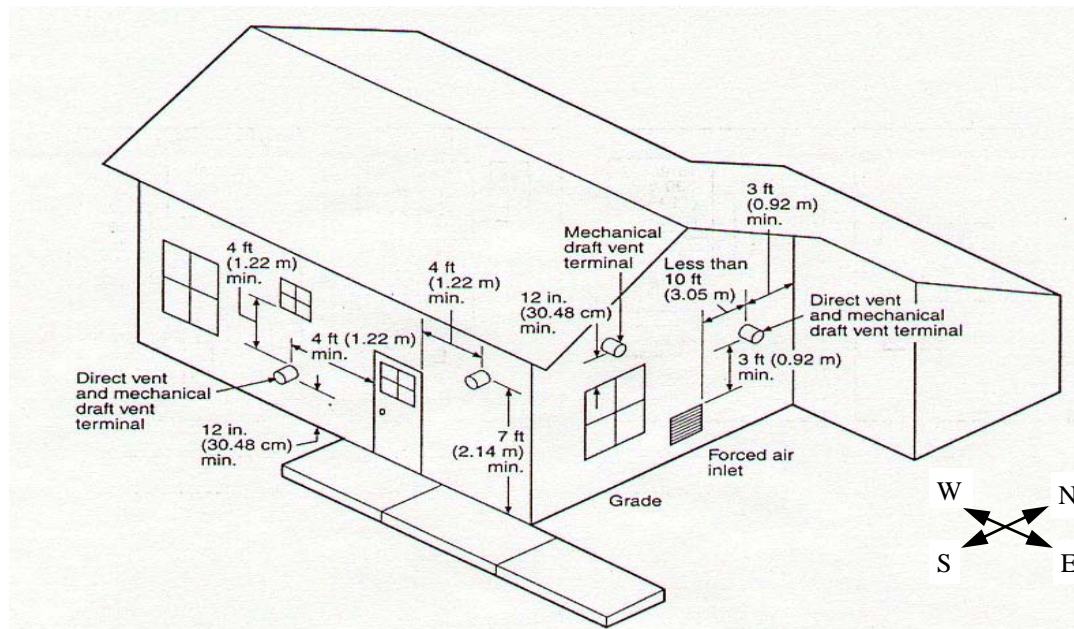 3 ft
(0.92 m)
min.
Mechanical
draft vent
terminal
4 ft
(1.22 m)
min.
4 ft
(1.22 m)
min.
Less than
10 ft
(3.05 m)
12 in.
(30.48 cm)
min.
Direct vent
and mechanical
draft vent terminal
4 ft (1.22 m)
min.
3 ft (0.92 m)
min.
Direct vent
and mechanical
draft vent
terminal
12 in.
(30.48 cm)
min.
7 ft
(2.14 m)
min.
Forced air
inlet
Grade
W
N
S
E